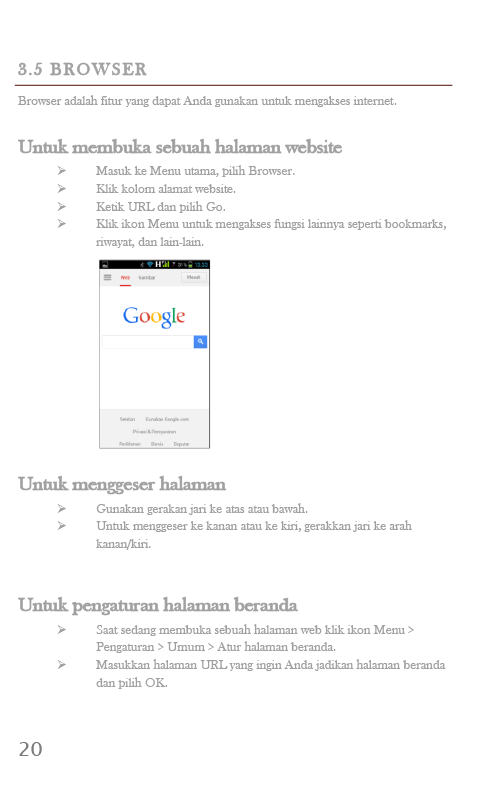 3.5 BROWSER
Browser adalah fitur yang dapat Anda gunakan untuk mengakses internet.
Untuk membuka sebuah halaman website
➢ Masuk ke Menu utama, pilih Browser.
➢ Klik kolom alamat website.
➢ Ketik URL dan pilih Go.
➢ Klik ikon Menu untuk mengakses fungsi lainnya seperti bookmarks,
riwayat, dan lain-lain.
Web
Masuk
Google
Setelan Gunakan Google.com
Privasi & Persyaratan
Periklanan Bisnis Seputar
Untuk menggeser halaman
➢ Gunakan gerakan jari ke atas atau bawah.
➢ Untuk menggeser ke kanan atau ke kiri, gerakkan jari ke arah
kanan/kiri.
Untuk pengaturan halaman beranda
➢ Saat sedang membuka sebuah halaman web klik ikon Menu >
Pengaturan > Umum > Atur halaman beranda.
➢ Masukkan halaman URL yang ingin Anda jadikan halaman beranda
dan pilih OK.
20